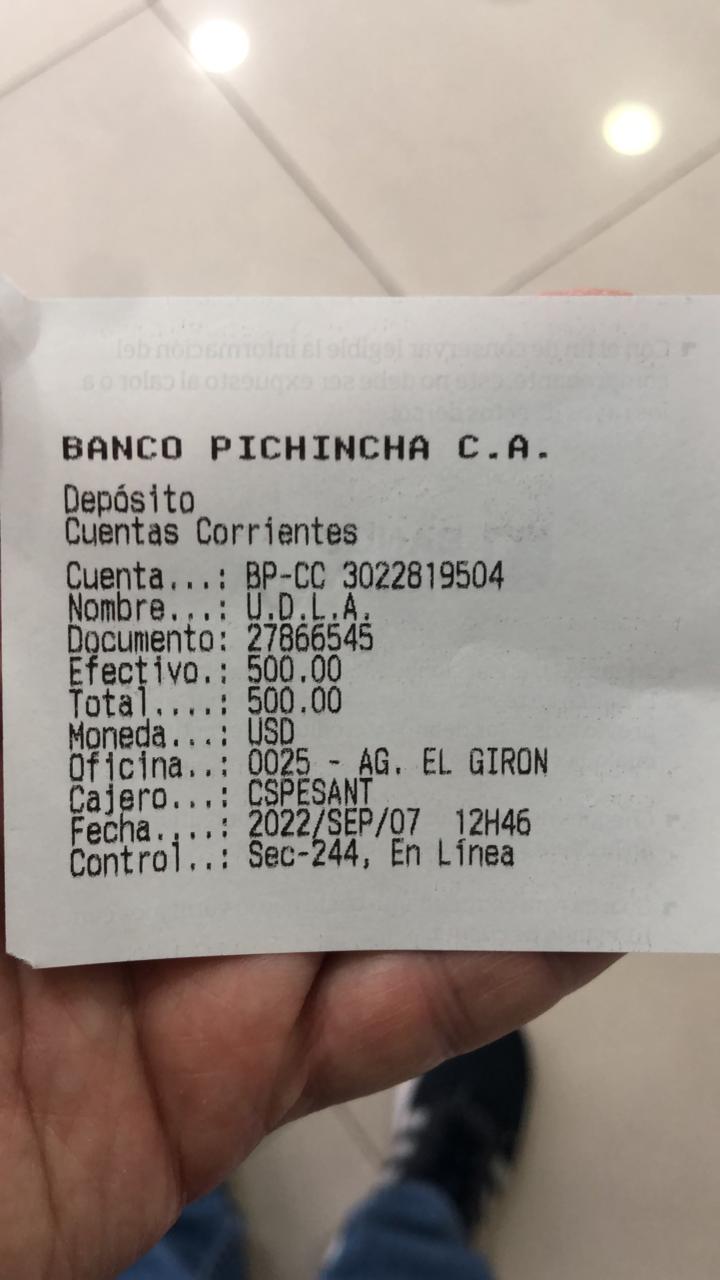 BANCO PICHINCHA C.A.
Depósito
Cuentas Corrientes
Cuenta...: BP-CC 3022819504
Nombre...: U.D.L.A.
Documento: 27866545
Efectivo.: 500.00
Total....: 500.00
Moneda...: USD
Oficina..: 0025 - AG. EL GIRON
Cajero...: CSPESANT
Fecha....: 2022/SEP/07 12H46
Control..: Sec-244, En Línea